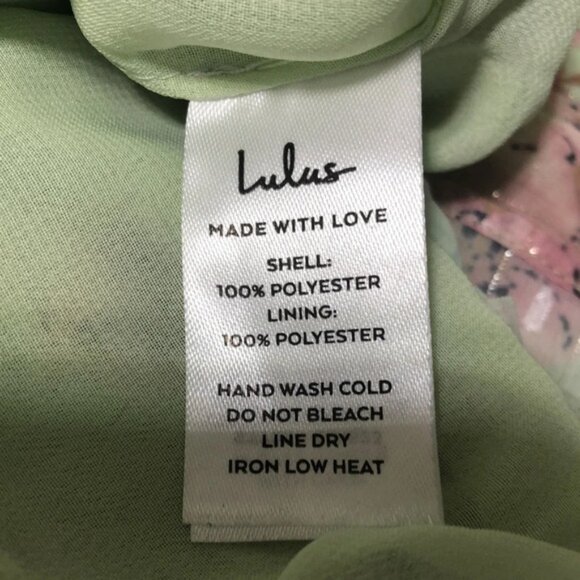 Lulus
MADE WITH LOVE
SHELL:
100% POLYESTER
LINING:
100% POLYESTER
HAND WASH COLD
DO NOT BLEACH
LINE DRY
IRON LOW HEAT